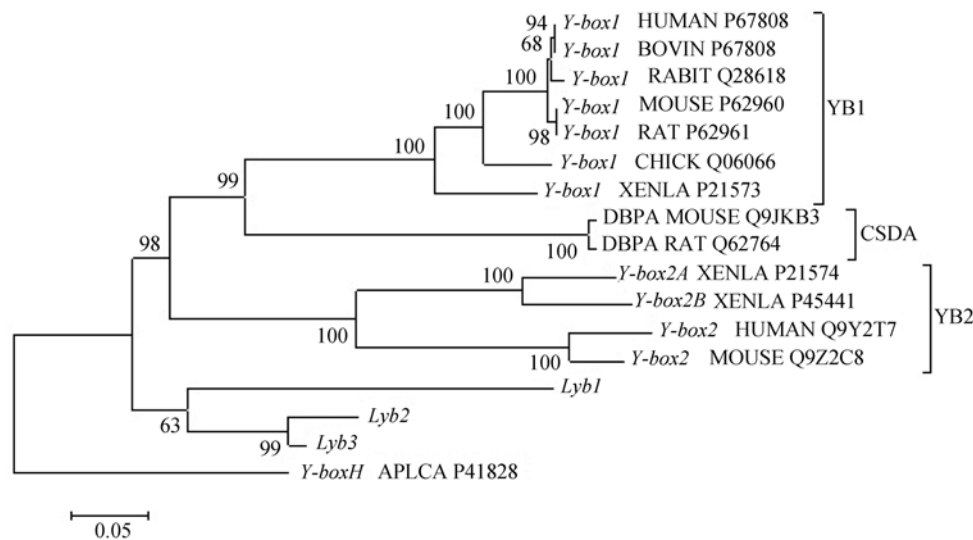 94 Y-box1 HUMAN P67808
68 Y-box1 BOVIN P67808
100 Y-box1 RABIT Q28618
Y-box1 MOUSE P62960
YB1
100 98 Y-box1 RAT P62961
100 Y-box1 CHICK Q06066
99 Y-box1 XENLA P21573
DBPA MOUSE Q9JKB3
CSDA
98 100 DBPA RAT Q62764
100 Y-box2A XENLA P21574
Y-box2B XENLA P45441
YB2
100 Y-box2 HUMAN Q9Y2T7
100 Y-box2 MOUSE Q9Z2C8
Lyb1
63 Lyb2
99 Lyb3
Y-boxH APLCA P41828
0.05